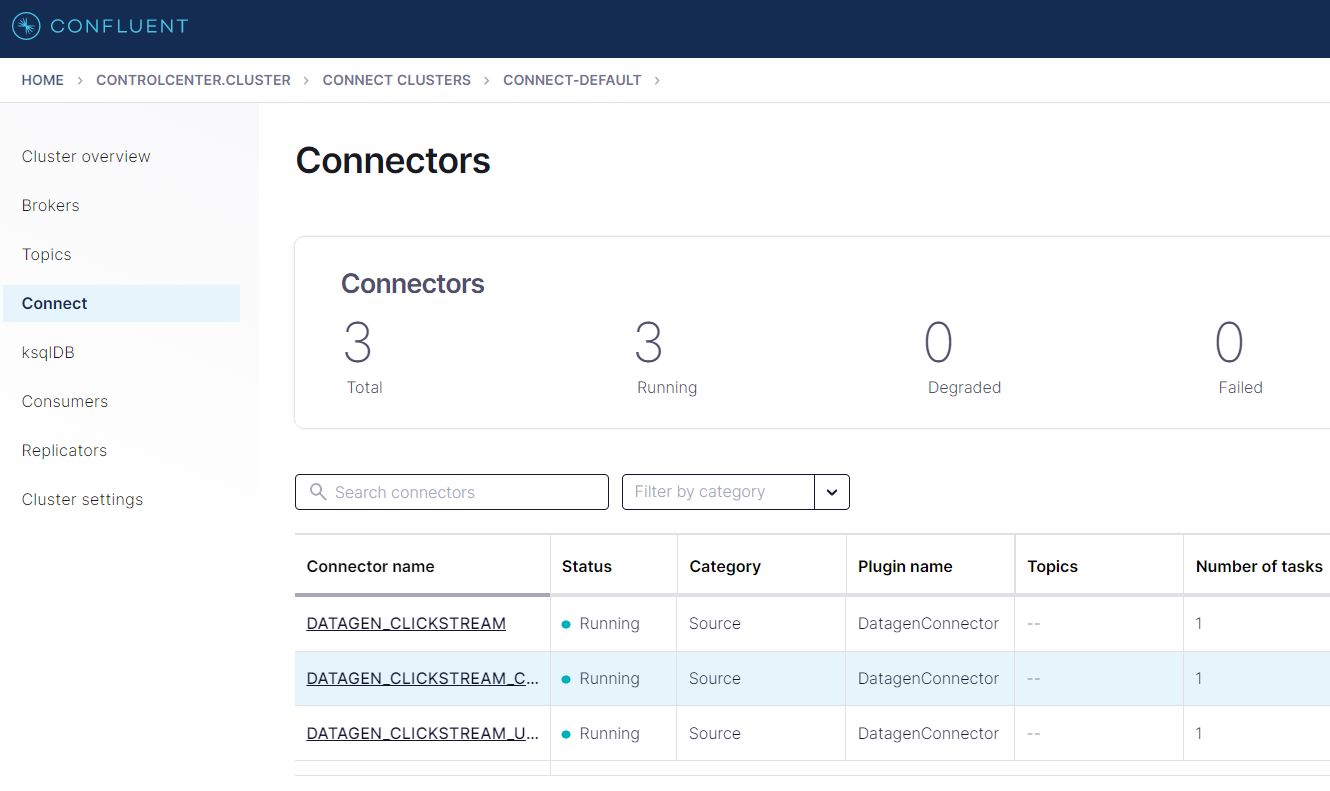 CONFLUENT
HOME > CONTROLCENTER.CLUSTER > CONNECT CLUSTERS > CONNECT-DEFAULT >
Cluster overview
Brokers
Topics
Connect
ksqlDB
Consumers
Replicators
Cluster settings
Connectors
Connectors
3 3 0 0
Total Running Degraded Failed
Search connectors Filter by category
Connector name Status Category Plugin name Topics Number of tasks
DATAGEN_CLICKSTREAM Running Source DatagenConnector -- 1
DATAGEN_CLICKSTREAM_C... Running Source DatagenConnector -- 1
DATAGEN_CLICKSTREAM_U... Running Source DatagenConnector -- 1